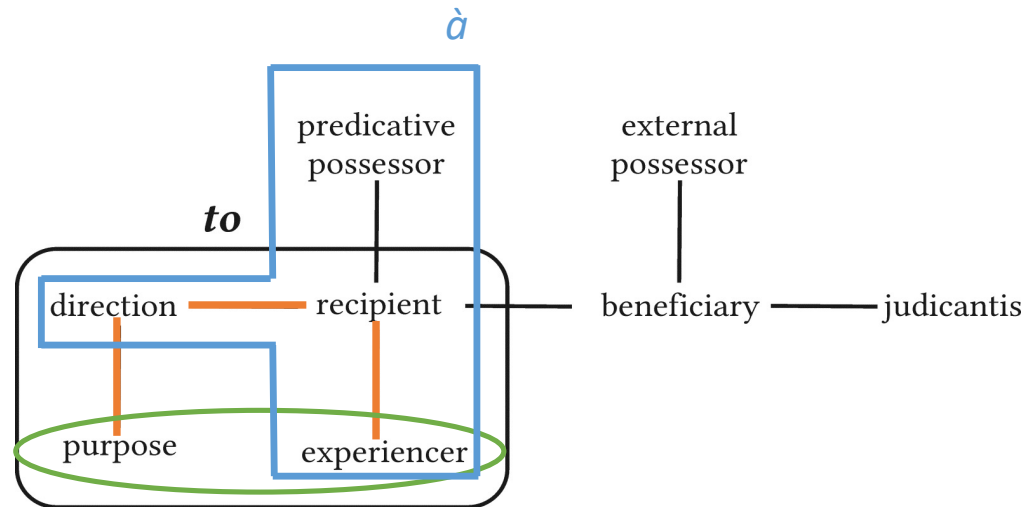 à
predicative
possessor
external
possessor
to
direction
recipient
beneficiary
judicantis
purpose
experiencer